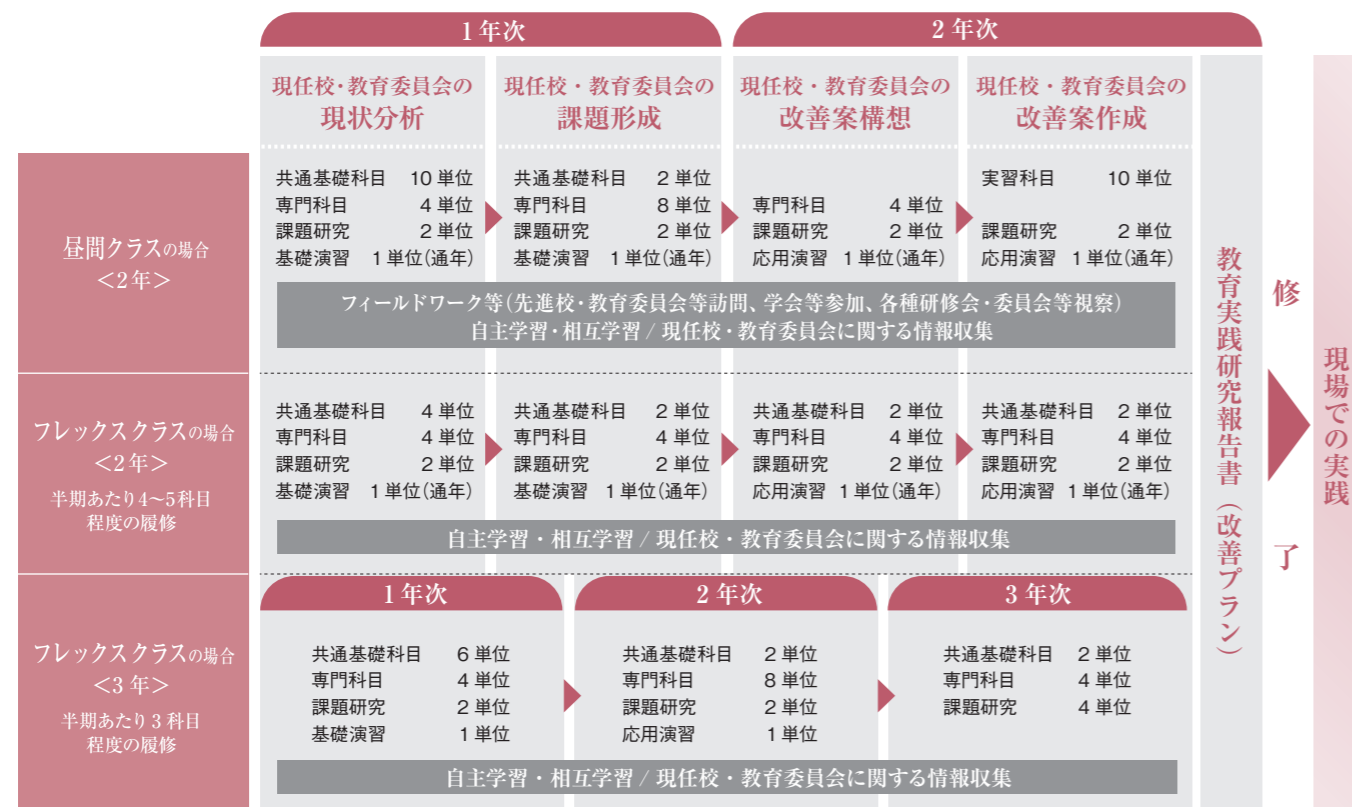 1年次
2年次
現任校・教育委員会の
現状分析
現任校・教育委員会の
課題形成
現任校・教育委員会の
改善案構想
現任校・教育委員会の
改善案作成
昼間クラスの場合
<2年>
共通基礎科目 10単位
専門科目 4単位
課題研究 2単位
基礎演習 1単位(通年)
共通基礎科目 2単位
専門科目 8単位
課題研究 2単位
基礎演習 1単位(通年)
専門科目 4単位
課題研究 2単位
応用演習 1単位(通年)
実習科目 10単位
課題研究 2単位
応用演習 1単位(通年)
フィールドワーク等(先進校・教育委員会等訪問、学会等参加、各種研修会・委員会等視察)
自主学習・相互学習 / 現任校・教育委員会に関する情報収集
フレックスクラスの場合
<2年>
半期あたり4〜5科目
程度の履修
共通基礎科目 4単位
専門科目 4単位
課題研究 2単位
基礎演習 1単位(通年)
共通基礎科目 2単位
専門科目 4単位
課題研究 2単位
基礎演習 1単位(通年)
共通基礎科目 2単位
専門科目 4単位
課題研究 2単位
応用演習 1単位(通年)
共通基礎科目 2単位
専門科目 4単位
課題研究 2単位
応用演習 1単位(通年)
自主学習・相互学習 / 現任校・教育委員会に関する情報収集
フレックスクラスの場合
<3年>
半期あたり3科目
程度の履修
1年次
2年次
3年次
共通基礎科目 6単位
専門科目 4単位
課題研究 2単位
基礎演習 1単位
共通基礎科目 2単位
専門科目 8単位
課題研究 2単位
応用演習 1単位
共通基礎科目 2単位
専門科目 4単位
課題研究 4単位
自主学習・相互学習 / 現任校・教育委員会に関する情報収集
教育実践研究報告書(改善プラン)
修了
現場での実践